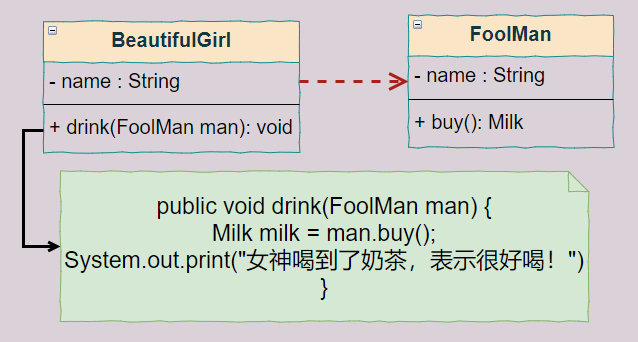 BeautifulGirl
- name : String
+ drink(FoolMan man): void
FoolMan
- name : String
+ buy(): Milk
public void drink(FoolMan man) {
Milk milk = man.buy();
System.out.print("女神喝到了奶茶，表示很好喝！")
}